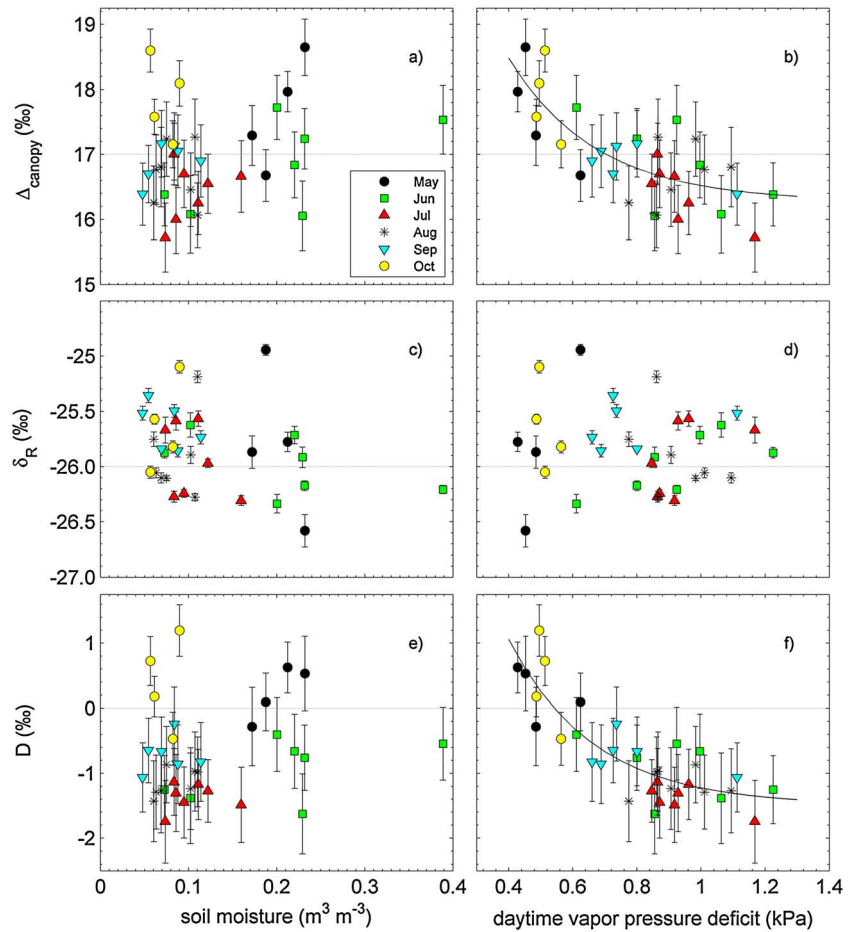 19
18
17
16
15
Δcanopy (‰)
a)
May
Jun
Jul
Aug
Sep
Oct
b)
-25
-25.5
-26.0
-26.5
-27.0
δR (‰)
c)
d)
1
0
-1
-2
D (‰)
e)
f)
0 0.1 0.2 0.3 0.4
0.4 0.6 0.8 1 1.2 1.4
soil moisture (m³ m⁻³)
daytime vapor pressure deficit (kPa)